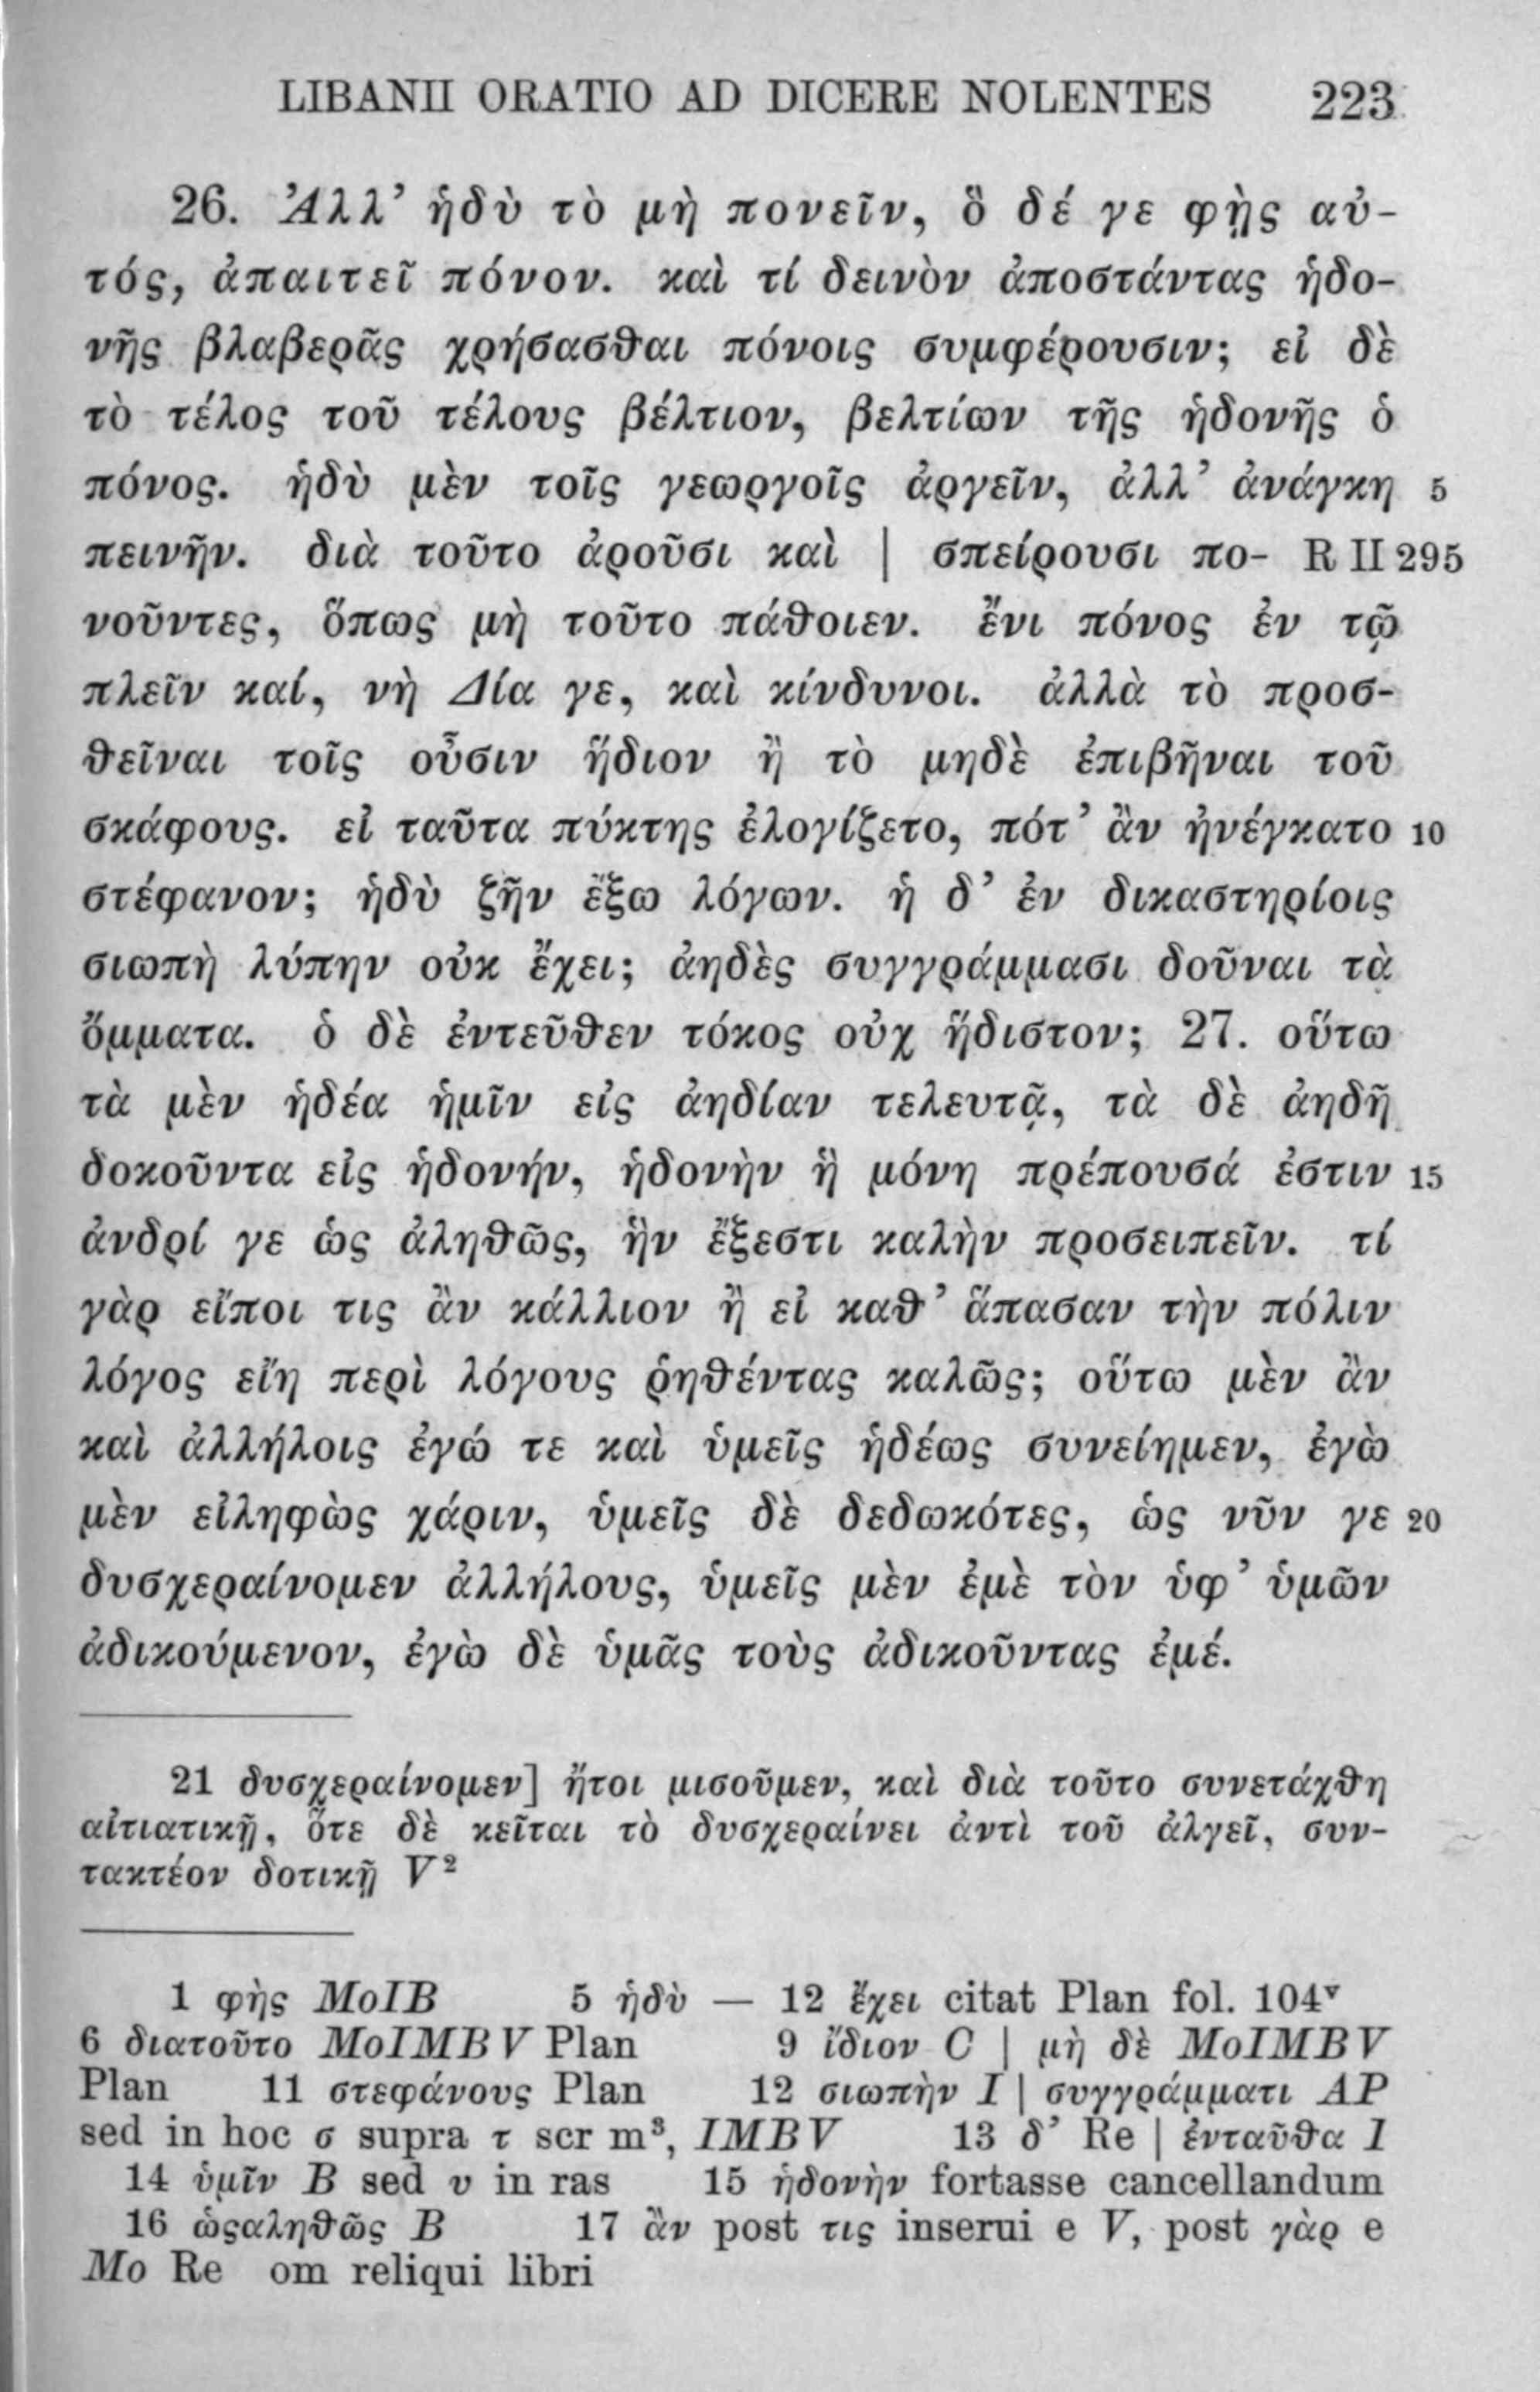 LIBANII ORATIO AD DICERE NOLENTES 223
26. Ἀλλ’ ἡδὺ τὸ μὴ πονεῖν, ὃ δέ γε φῂς αὐ-
τός, ἀπαιτεῖ πόνον. καὶ τί δεινὸν ἀποστάντας ἡδο-
νῆς βλαβερᾶς χρήσασθαι πόνοις συμφέρουσιν; εἰ δὲ
τὸ τέλος τοῦ τέλους βέλτιον, βελτίων τῆς ἡδονῆς ὁ
πόνος. ἡδὺ μὲν τοῖς γεωργοῖς ἀργεῖν, ἀλλ’ ἀνάγκη 5
πεινῆν. διὰ τοῦτο ἀροῦσι καὶ | σπείρουσι πο- R II 295
νοῦντες, ὅπως μὴ τοῦτο πάθοιεν. ἔνι πόνος ἐν τῷ
πλεῖν καί, νὴ Δία γε, καὶ κίνδυνοι. ἀλλὰ τὸ προσ-
θεῖναι τοῖς οὖσιν ἥδιον ἢ τὸ μηδὲ ἐπιβῆναι τοῦ
σκάφους. εἰ ταῦτα πύκτης ἐλογίζετο, πότ’ ἂν ἠνέγκατο 10
στέφανον; ἡδὺ ζῆν ἔξω λόγων. ἡ δ’ ἐν δικαστηρίοις
σιωπὴ λύπην οὐκ ἔχει; ἀηδὲς συγγράμμασι δοῦναι τὰ
ὄμματα. ὁ δὲ ἐντεῦθεν τόκος οὐχ ἥδιστον; 27. οὕτω
τὰ μὲν ἡδέα ἡμῖν εἰς ἀηδίαν τελευτᾷ, τὰ δὲ ἀηδῆ
δοκοῦντα εἰς ἡδονήν, ἡδονὴν ἣ μόνη πρέπουσά ἐστιν 15
ἀνδρί γε ὡς ἀληθῶς, ἣν ἔξεστι καλὴν προσειπεῖν. τί
γὰρ εἴποι τις ἂν κάλλιον ἢ εἰ καθ’ ἅπασαν τὴν πόλιν
λόγος εἴη περὶ λόγους ῥηθέντας καλῶς; οὕτω μὲν ἂν
καὶ ἀλλήλοις ἐγώ τε καὶ ὑμεῖς ἡδέως συνείημεν, ἐγὼ
μὲν εἰληφὼς χάριν, ὑμεῖς δὲ δεδωκότες, ὡς νῦν γε 20
δυσχεραίνομεν ἀλλήλους, ὑμεῖς μὲν ἐμὲ τὸν ὑφ’ ὑμῶν
ἀδικούμενον, ἐγὼ δὲ ὑμᾶς τοὺς ἀδικοῦντας ἐμέ.
21 δυσχεραίνομεν] ἤτοι μισοῦμεν, καὶ διὰ τοῦτο συνετάχθη
αἰτιατικῇ, ὅτε δὲ κεῖται τὸ δυσχεραίνει ἀντὶ τοῦ ἀλγεῖ, συν-
τακτέον δοτικῇ V²
1 φὴς MoIB 5 ἡδὺ — 12 ἔχει citat Plan fol. 104ᵛ
6 διατοῦτο MoIMBV Plan 9 ἴδιον C | μὴ δὲ MoIMBV
Plan 11 στεφάνους Plan 12 σιωπὴν I | συγγράμματι AP
sed in hoc σ supra τ scr m³, IMBV 13 δ’ Re | ἐνταῦθα I
14 ὑμῖν B sed υ in ras 15 ἡδονὴν fortasse cancellandum
16 ὡςαληθῶς B 17 ἂν post τις inserui e V, post γὰρ e
Mo Re om reliqui libri